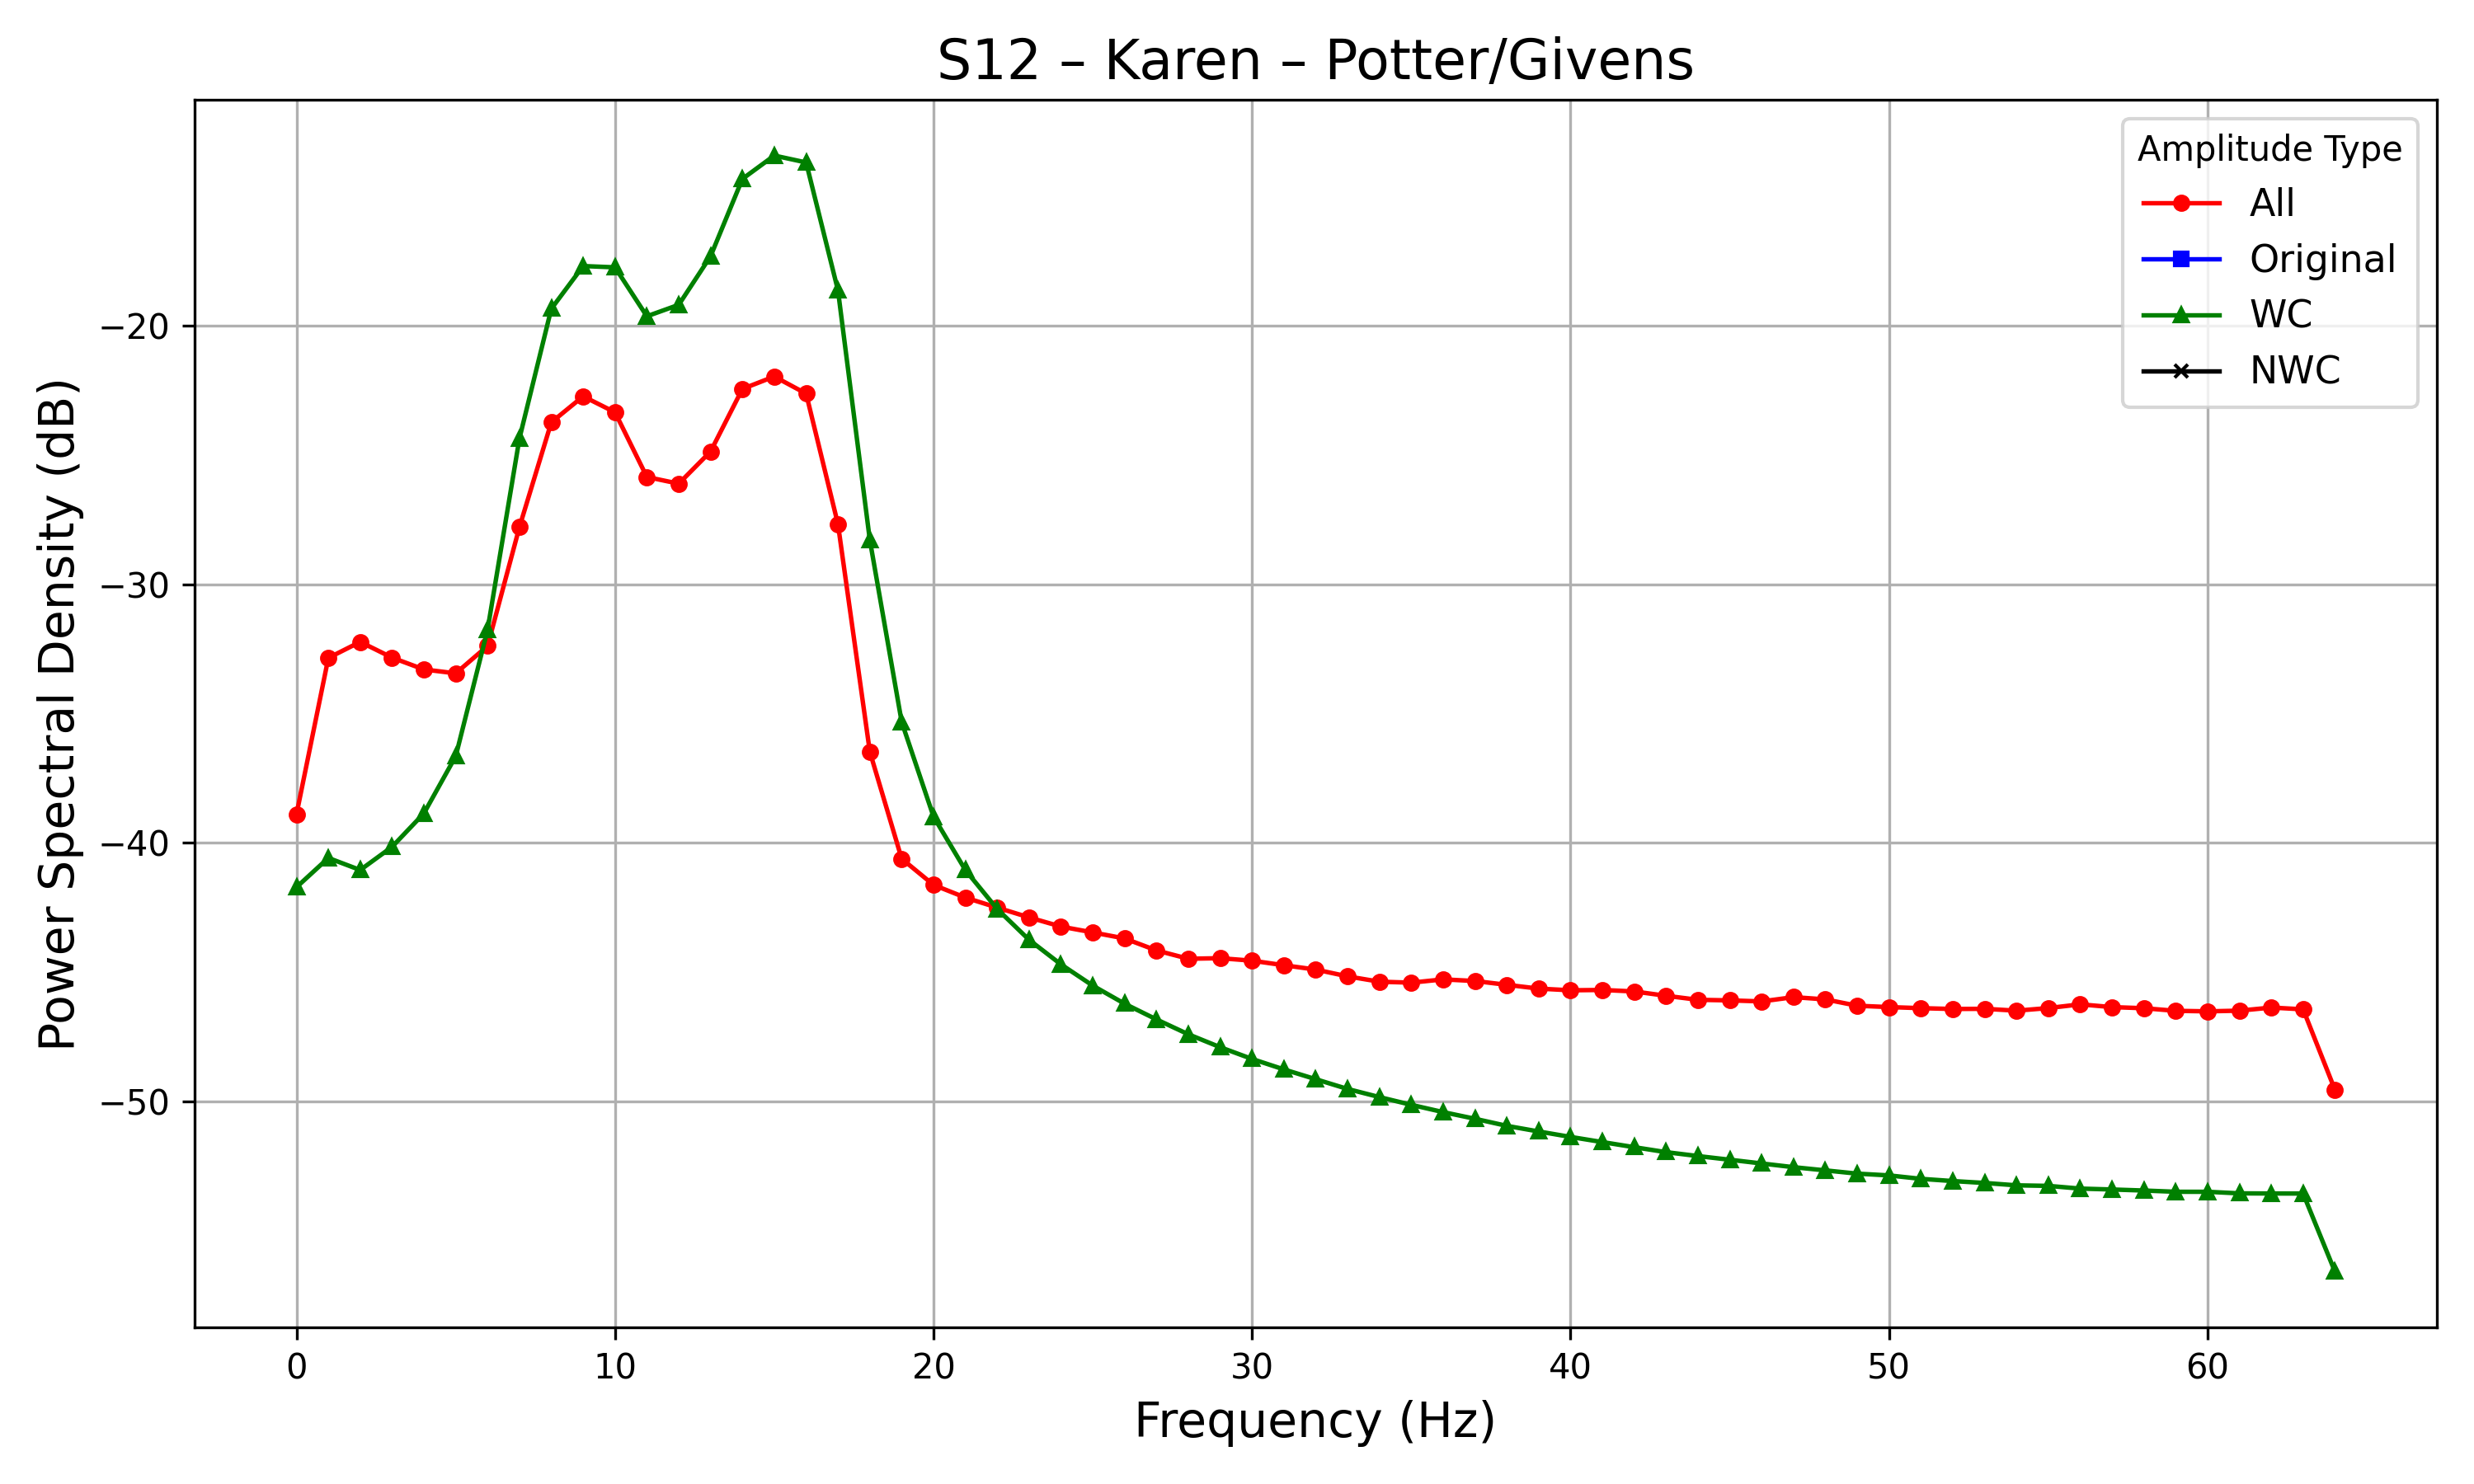 S12 – Karen – Potter/Givens
Amplitude Type
All
Original
WC
NWC
Power Spectral Density (dB)
−20
−30
−40
−50
0 10 20 30 40 50 60
Frequency (Hz)